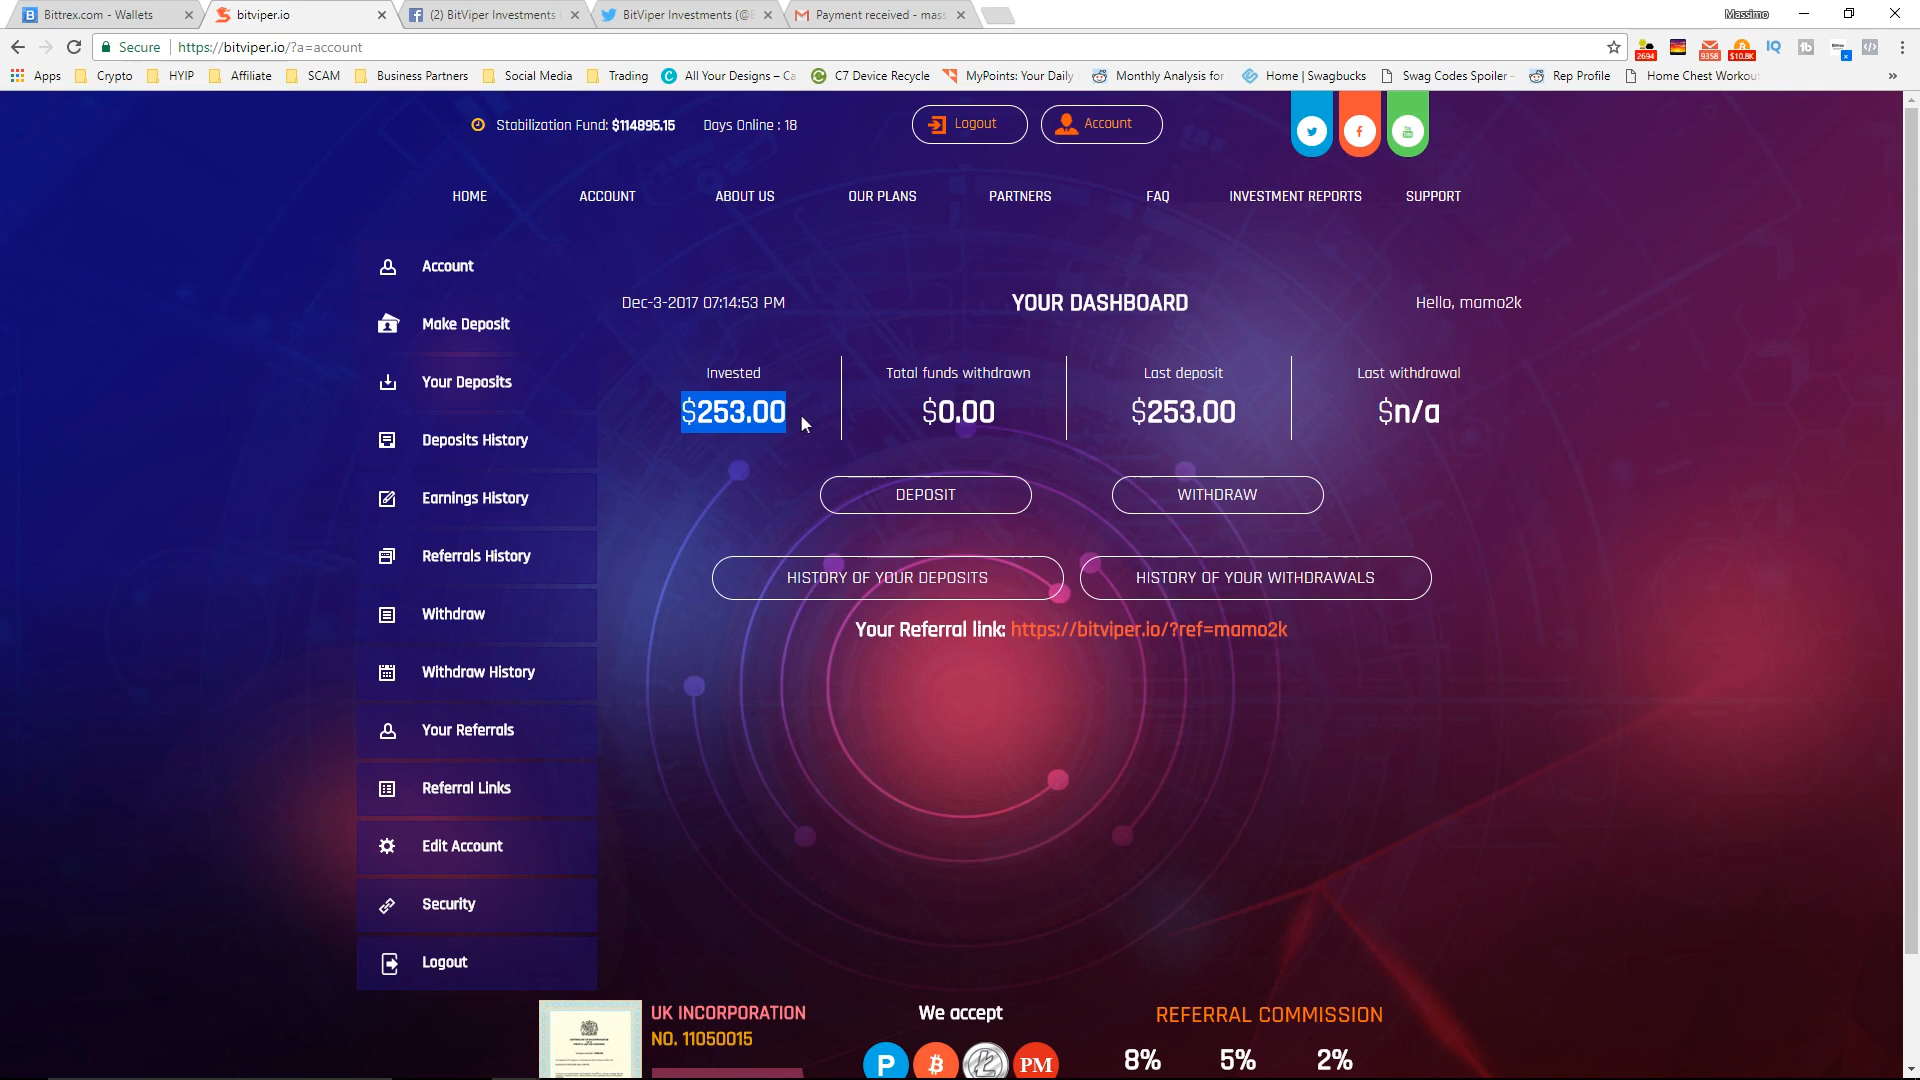 Bittrex.com - Wallets
bitviper.io
(2) BitViper Investments
BitViper Investments (@
Payment received - mass
Massimo
Secure
https://bitviper.io/?a=account
2694
9358
$10.8K
IQ
Apps
Crypto
HYIP
Affiliate
SCAM
Business Partners
Social Media
Trading
All Your Designs – Ca
C7 Device Recycle
MyPoints: Your Daily
Monthly Analysis for
Home | Swagbucks
Swag Codes Spoiler -
Rep Profile
Home Chest Workou
»
Stabilization Fund: $114895.15
Days Online : 18
Logout
Account
HOME
ACCOUNT
ABOUT US
OUR PLANS
PARTNERS
FAQ
INVESTMENT REPORTS
SUPPORT
Account
Make Deposit
Your Deposits
Deposits History
Earnings History
Referrals History
Withdraw
Withdraw History
Your Referrals
Referral Links
Edit Account
Security
Logout
Dec-3-2017 07:14:53 PM
YOUR DASHBOARD
Hello, mamo2k
Invested
$253.00
Total funds withdrawn
$0.00
Last deposit
$253.00
Last withdrawal
$n/a
DEPOSIT
WITHDRAW
HISTORY OF YOUR DEPOSITS
HISTORY OF YOUR WITHDRAWALS
Your Referral link: https://bitviper.io/?ref=mamo2k
UK INCORPORATION
NO. 11050015
We accept
P
PM
REFERRAL COMMISSION
8%
5%
2%